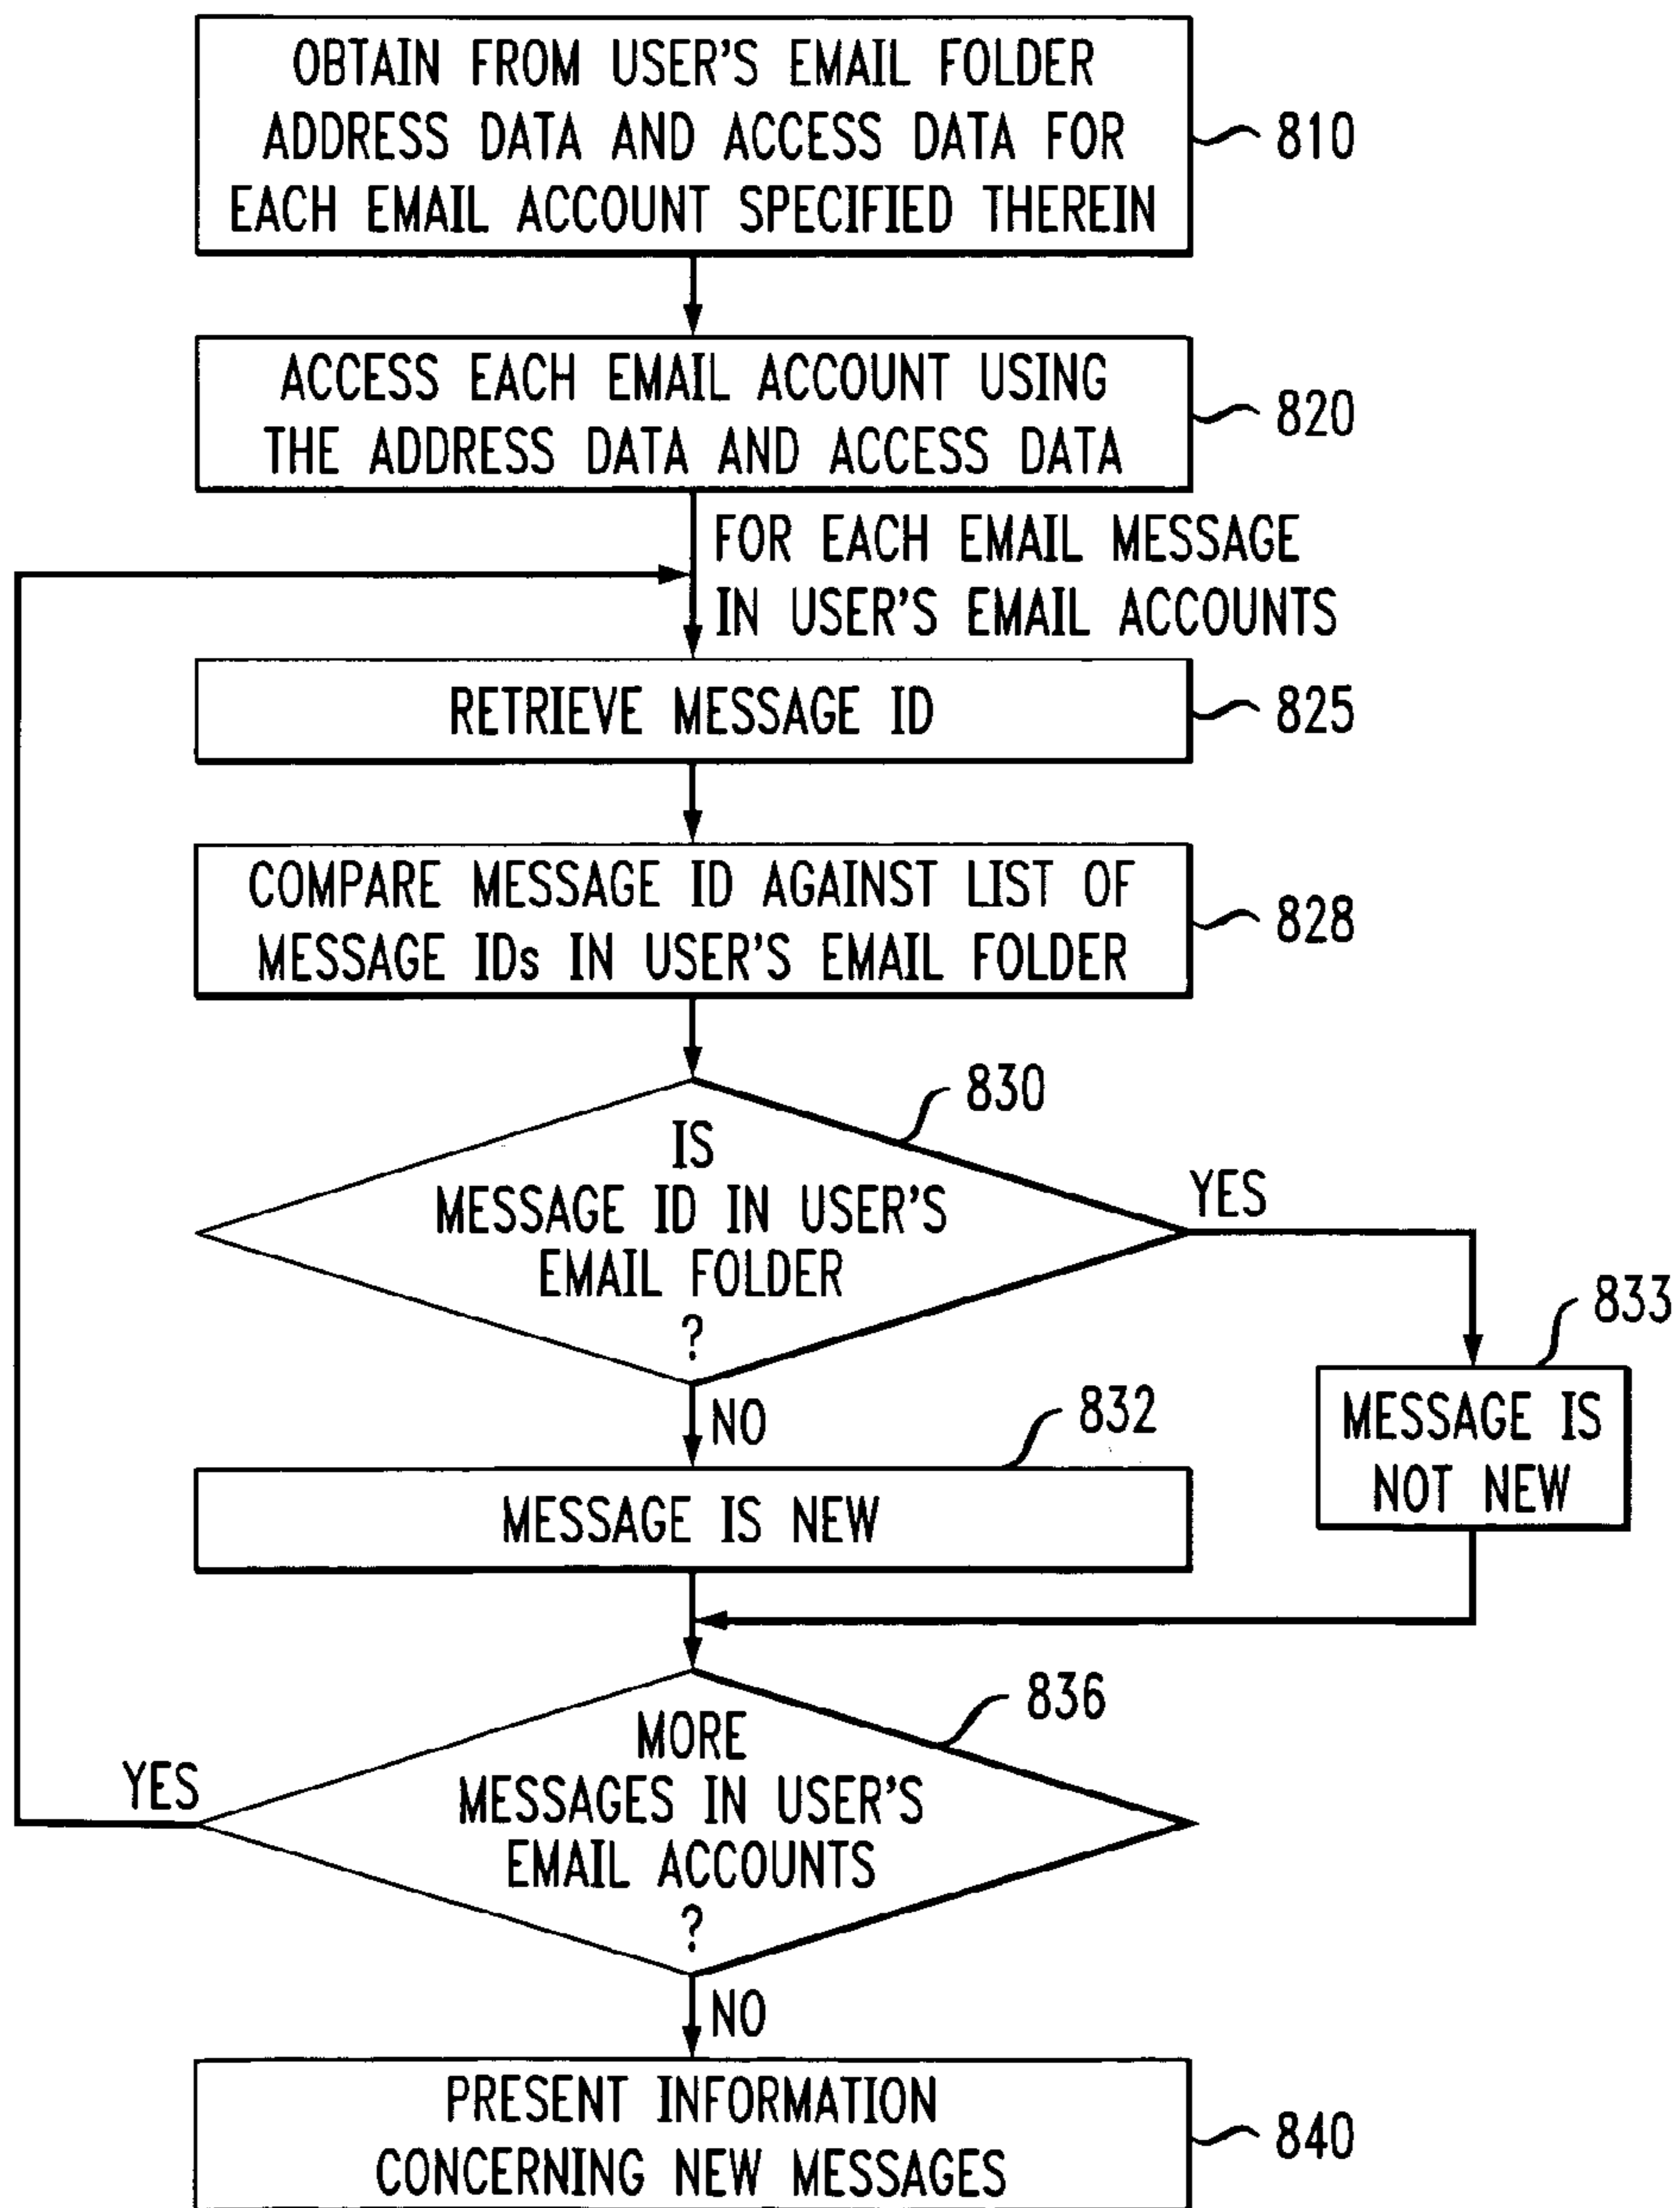 OBTAIN FROM USER'S EMAIL FOLDER
ADDRESS DATA AND ACCESS DATA FOR
EACH EMAIL ACCOUNT SPECIFIED THEREIN
810
ACCESS EACH EMAIL ACCOUNT USING
THE ADDRESS DATA AND ACCESS DATA
820
FOR EACH EMAIL MESSAGE
IN USER'S EMAIL ACCOUNTS
RETRIEVE MESSAGE ID
825
COMPARE MESSAGE ID AGAINST LIST OF
MESSAGE IDs IN USER'S EMAIL FOLDER
828
830
IS
MESSAGE ID IN USER'S
EMAIL FOLDER
?
YES
833
MESSAGE IS
NOT NEW
NO
832
MESSAGE IS NEW
836
MORE
MESSAGES IN USER'S
EMAIL ACCOUNTS
?
YES
NO
PRESENT INFORMATION
CONCERNING NEW MESSAGES
840